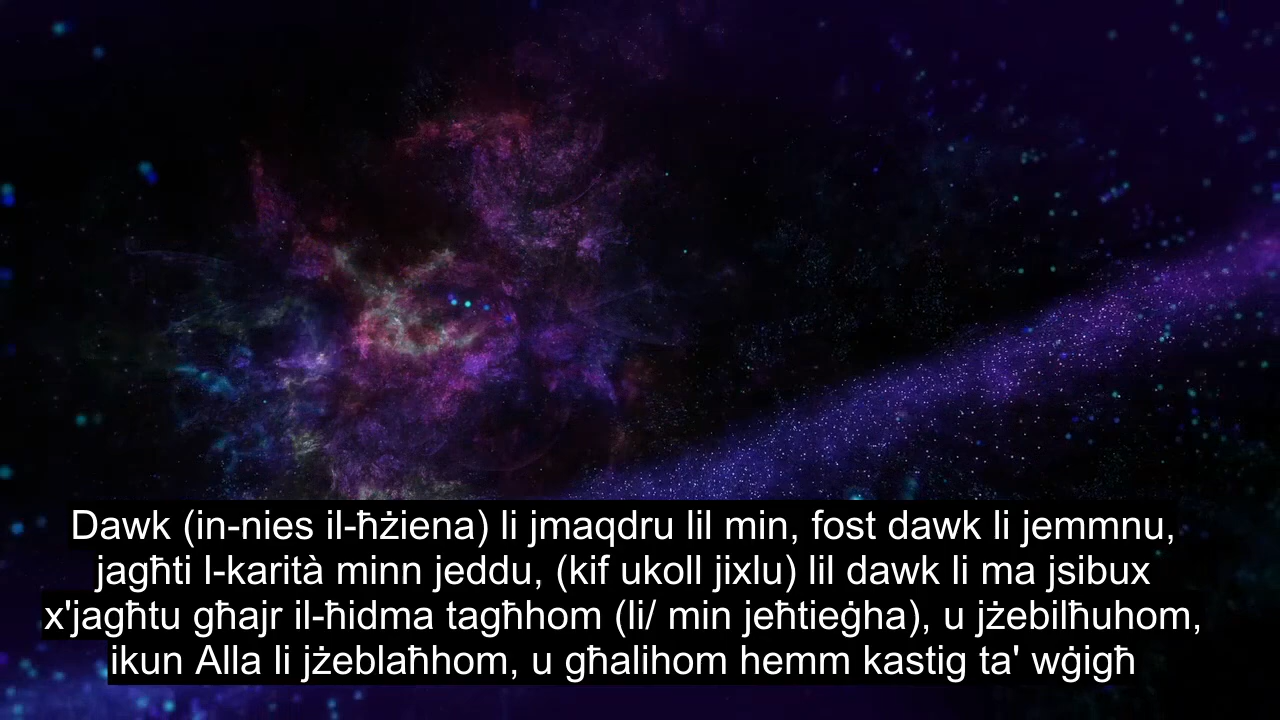 Dawk (in-nies il-ħżiena) li jmaqdru lil min, fost dawk li jemmnu,
jagħti l-karità minn jeddu, (kif ukoll jixlu) lil dawk li ma jsibux
x'jagħtu għajr il-ħidma tagħhom (li/ min jeħtieġha), u jżebilħuhom,
ikun Alla li jżeblaħhom, u għalihom hemm kastig ta' wġigħ